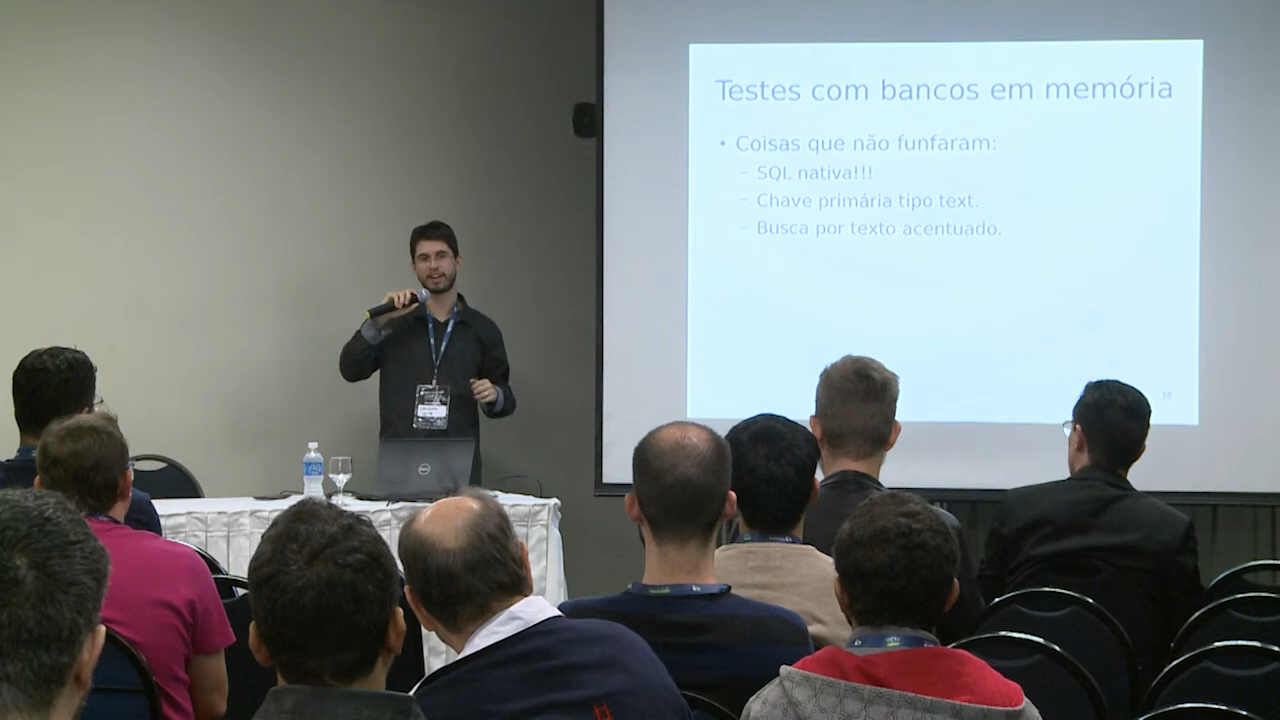 Testes com bancos em memória
• Coisas que não funfaram:
– SQL nativa!!!
– Chave primária tipo text.
– Busca por texto acentuado.
DELL